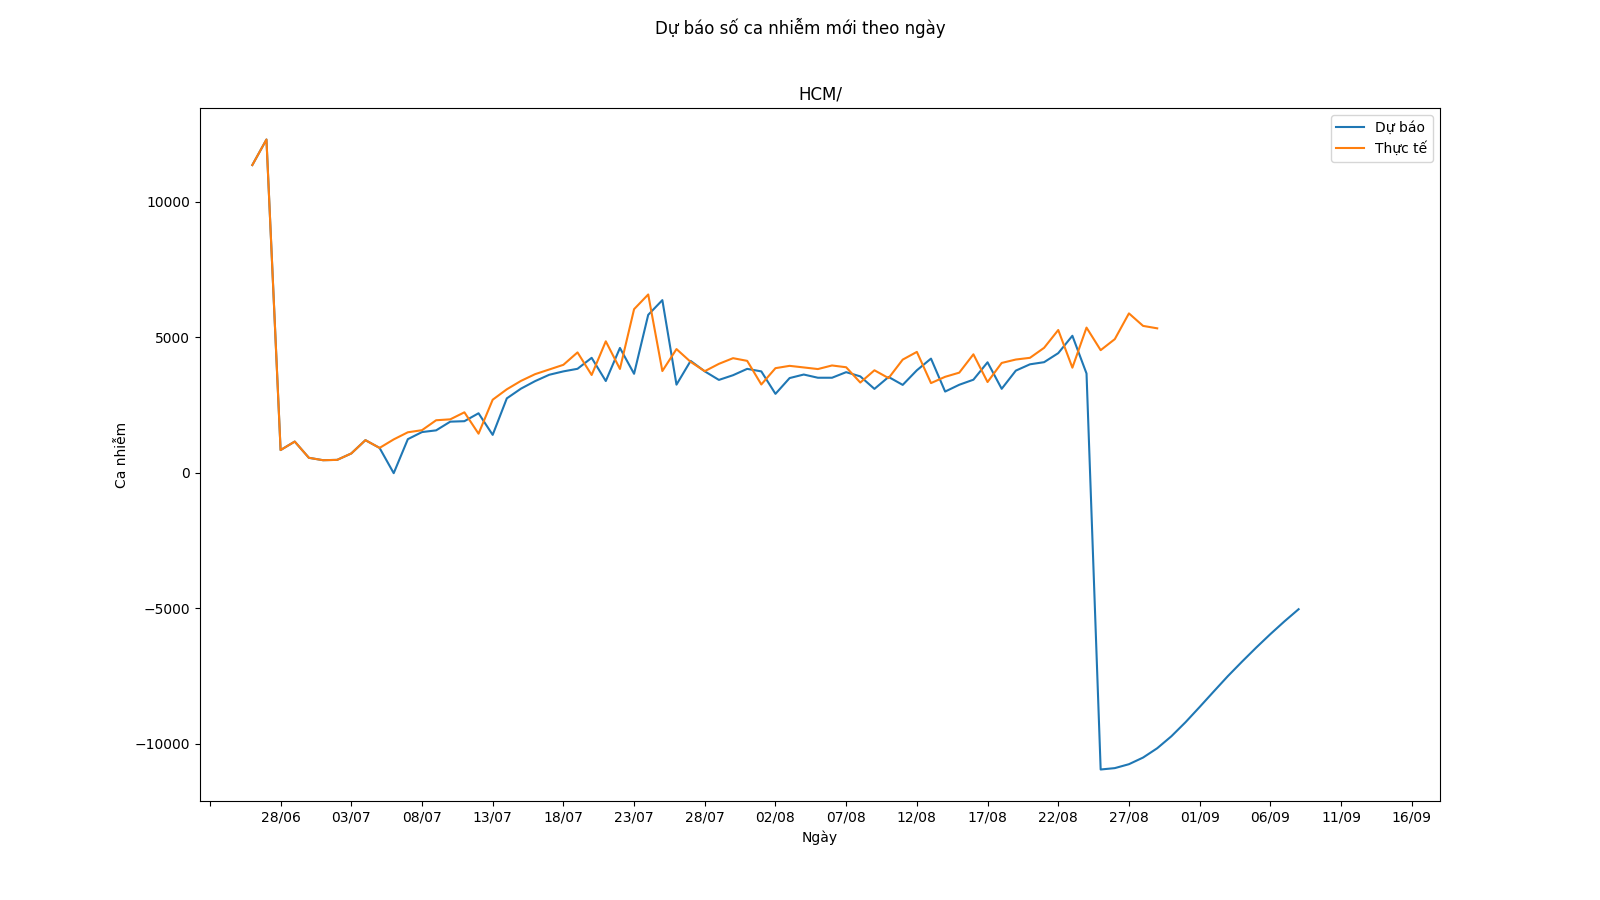 Dự báo số ca nhiễm mới theo ngày
HCM/
Dự báo
Thực tế
Ca nhiễm
10000
5000
0
−5000
−10000
28/06 03/07 08/07 13/07 18/07 23/07 28/07 02/08 07/08 12/08 17/08 22/08 27/08 01/09 06/09 11/09 16/09
Ngày